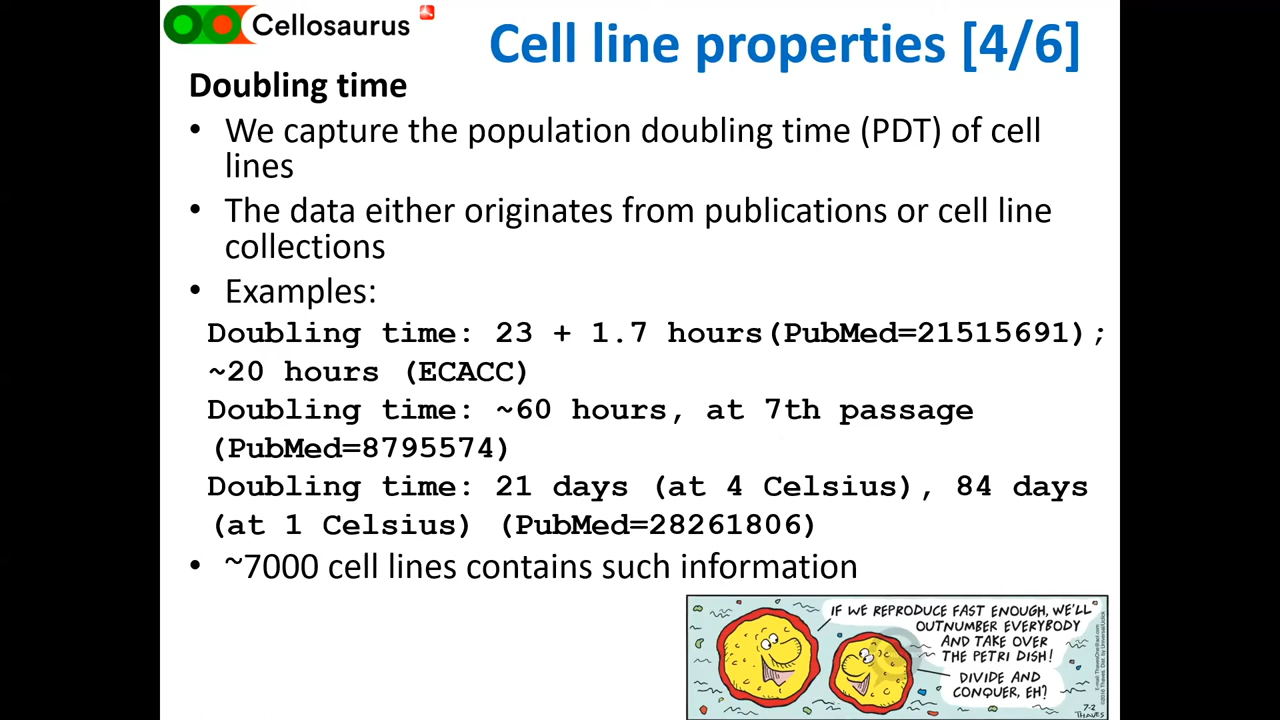 Cellosaurus
Cell line properties [4/6]
Doubling time
• We capture the population doubling time (PDT) of cell
lines
• The data either originates from publications or cell line
collections
• Examples:
Doubling time: 23 + 1.7 hours(PubMed=21515691);
~20 hours (ECACC)
Doubling time: ~60 hours, at 7th passage
(PubMed=8795574)
Doubling time: 21 days (at 4 Celsius), 84 days
(at 1 Celsius) (PubMed=28261806)
• ~7000 cell lines contains such information
IF WE REPRODUCE FAST ENOUGH, WE'LL
OUTNUMBER EVERYBODY
AND TAKE OVER
THE PETRI DISH!
DIVIDE AND
CONQUER, EH?
7-2
THAVES